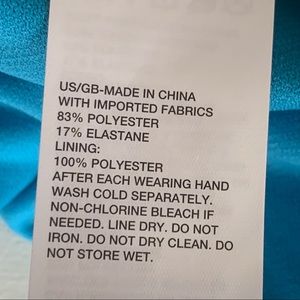 US/GB-MADE IN CHINA
WITH IMPORTED FABRICS
83% POLYESTER
17% ELASTANE
LINING:
100% POLYESTER
AFTER EACH WEARING HAND
WASH COLD SEPARATELY.
NON-CHLORINE BLEACH IF
NEEDED. LINE DRY. DO NOT
IRON. DO NOT DRY CLEAN. DO
NOT STORE WET.